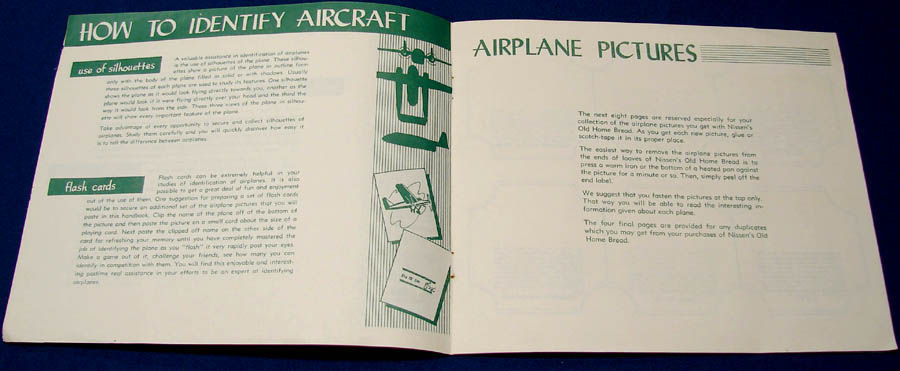 HOW TO IDENTIFY AIRCRAFT
use of silhouettes
A valuable assistance in identification of airplanes
is the use of silhouettes of the plane. These silhou-
ettes show a picture of the plane in outline form
only with the body of the plane filled in solid or with shadows. Usually
three silhouettes of each plane are used to study its features. One silhouette
shows the plane as it would look flying directly towards you, another as the
plane would look if it were flying directly over your head and the third the
way it would look from the side. These three views of the plane in silhou-
ette will show every important feature of the plane.
Take advantage of every opportunity to secure and collect silhouettes of
airplanes. Study them carefully and you will quickly discover how easy it
is to tell the difference between airplanes.
flash cards
Flash cards can be extremely helpful in your
studies of identification of airplanes. It is also
possible to get a great deal of fun and enjoyment
out of the use of them. One suggestion for preparing a set of flash cards
would be to secure an additional set of the airplane pictures that you will
paste in this handbook. Clip the name of the plane off of the bottom of
the picture and then paste the picture on a small card about the size of a
playing card. Next paste the clipped off name on the other side of the
card for refreshing your memory until you have completely mastered the
job of identifying the plane as you "flash" it very rapidly past your eyes.
Make a game out of it, challenge your friends, see how many you can
identify in competition with them. You will find this enjoyable and interest-
ing pastime real assistance in your efforts to be an expert at identifying
airplanes.
AIRPLANE PICTURES
The next eight pages are reserved especially for your
collection of the airplane pictures you get with Nissen's
Old Home Bread. As you get each new picture, glue or
scotch-tape it in its proper place.
The easiest way to remove the airplane pictures from
the ends of loaves of Nissen's Old Home Bread is to
press a warm iron or the bottom of a heated pan against
the picture for a minute or so. Then, simply peel off the
end label.
We suggest that you fasten the pictures at the top only.
That way you will be able to read the interesting in-
formation given about each plane.
The four final pages are provided for any duplicates
which you may get from your purchases of Nissen's Old
Home Bread.